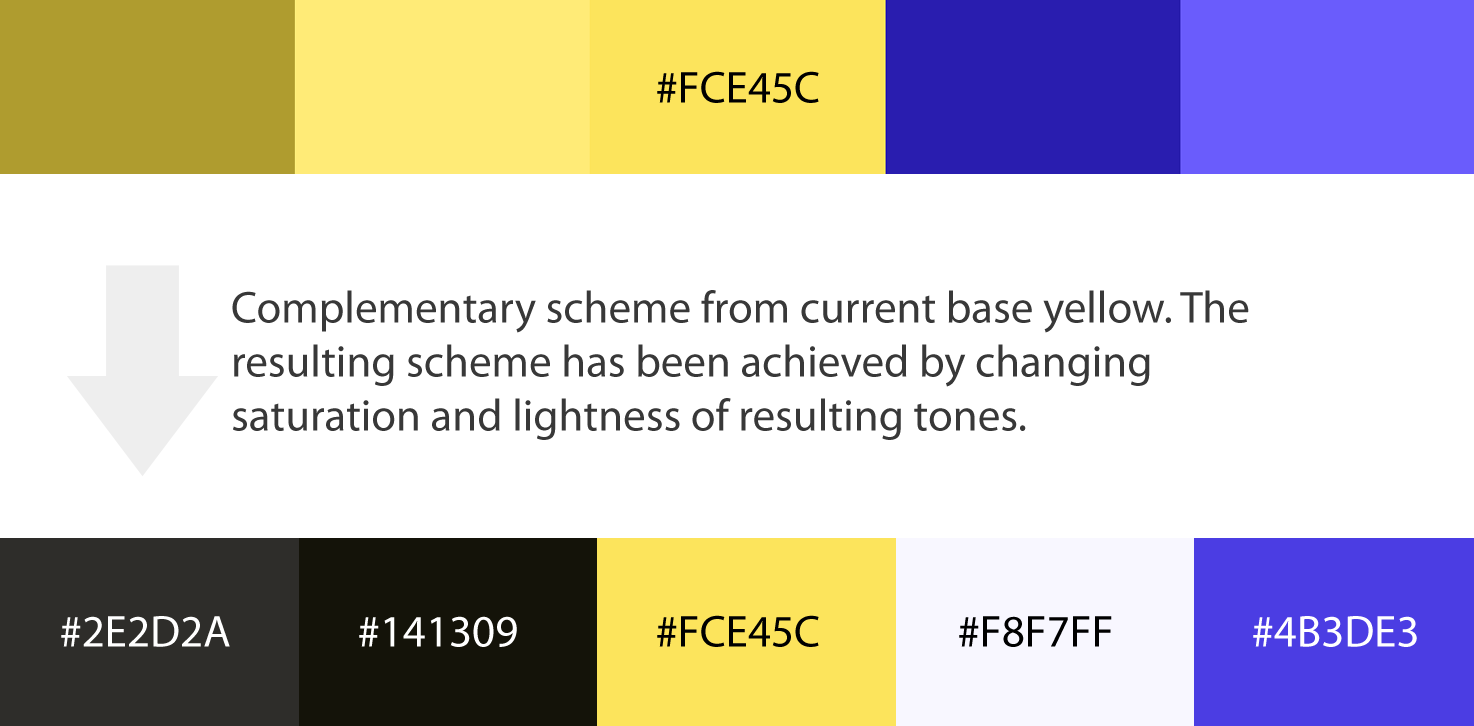 #FCE45C
Complementary scheme from current base yellow. The
resulting scheme has been achieved by changing
saturation and lightness of resulting tones.
#2E2D2A
#141309
#FCE45C
#F8F7FF
#4B3DE3